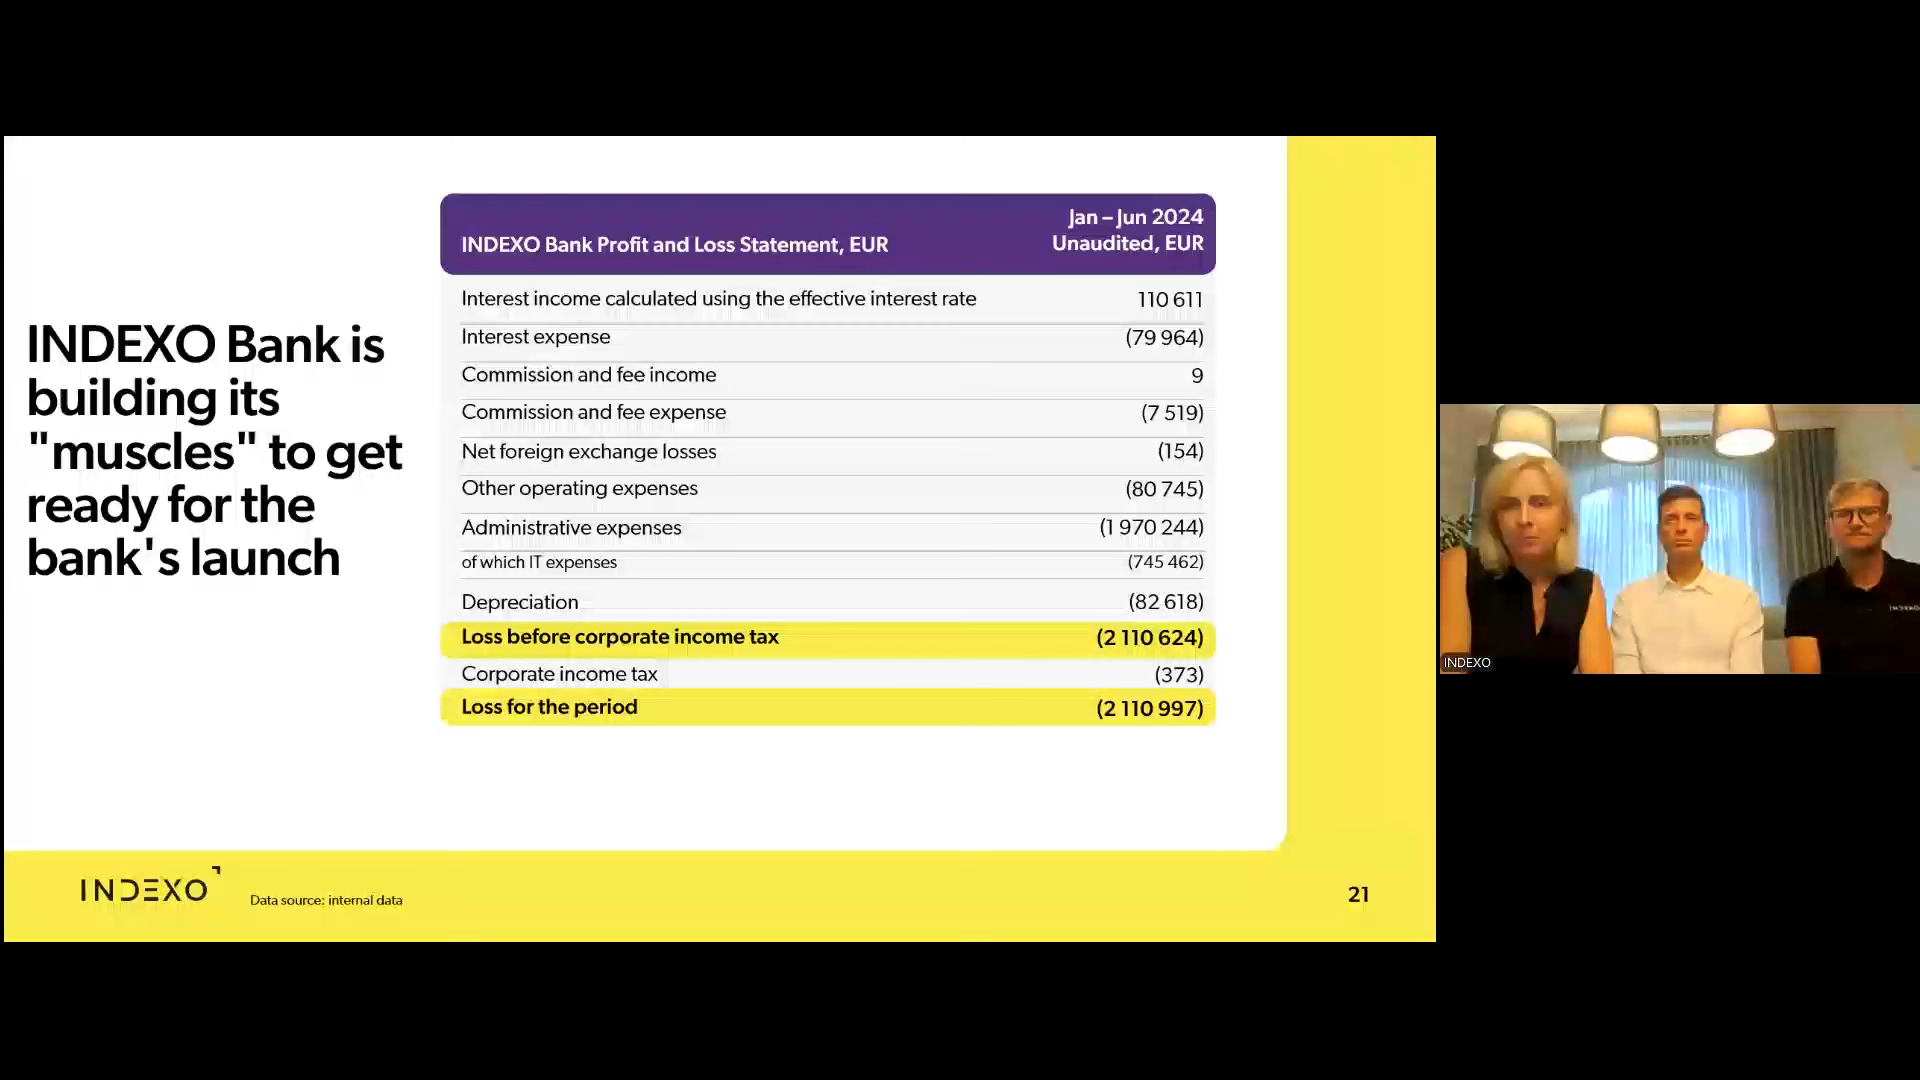 INDEXO Bank is
building its
"muscles" to get
ready for the
bank's launch
Jan – Jun 2024
INDEXO Bank Profit and Loss Statement, EUR Unaudited, EUR
Interest income calculated using the effective interest rate 110 611
Interest expense (79 964)
Commission and fee income 9
Commission and fee expense (7 519)
Net foreign exchange losses (154)
Other operating expenses (80 745)
Administrative expenses (1 970 244)
of which IT expenses (745 462)
Depreciation (82 618)
Loss before corporate income tax (2 110 624)
Corporate income tax (373)
Loss for the period (2 110 997)
INDEXO
Data source: internal data
21
INDEXO